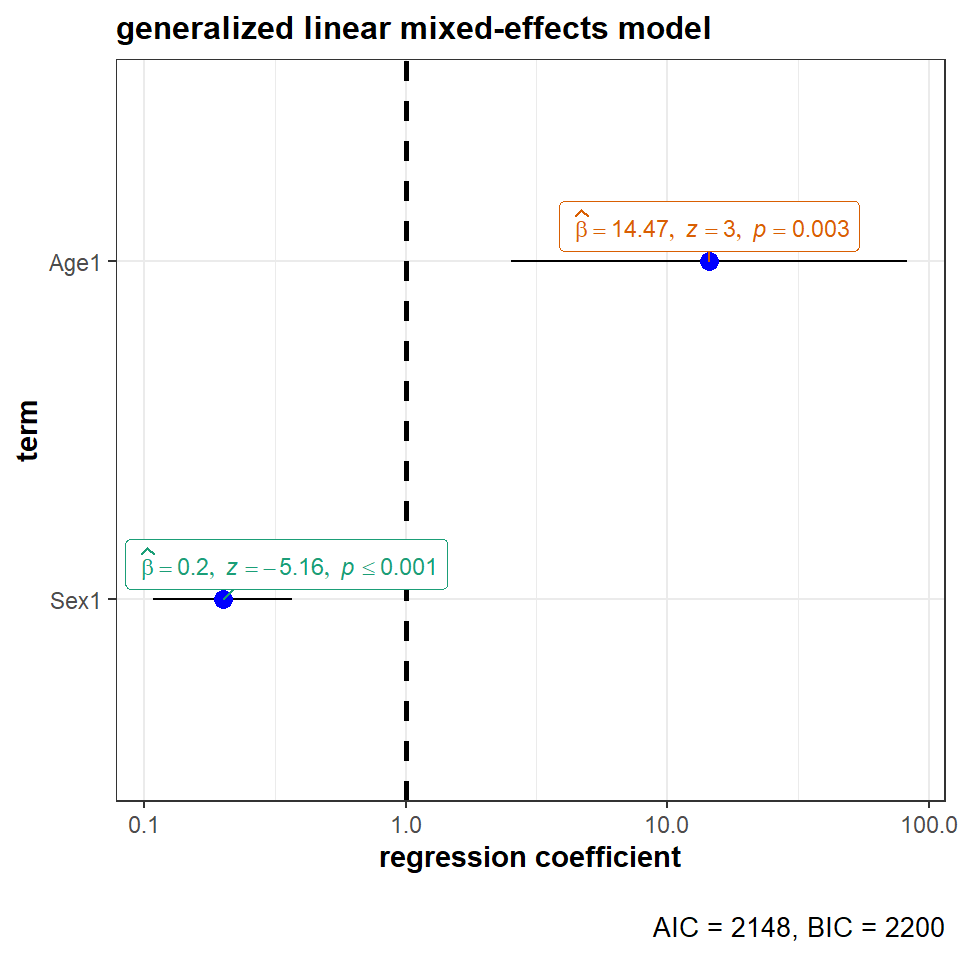 generalized linear mixed-effects model
β̂ = 14.47, z = 3, p = 0.003
Age1
term
β̂ = 0.2, z = −5.16, p ≤ 0.001
Sex1
0.1 1.0 10.0 100.0
regression coefficient
AIC = 2148, BIC = 2200